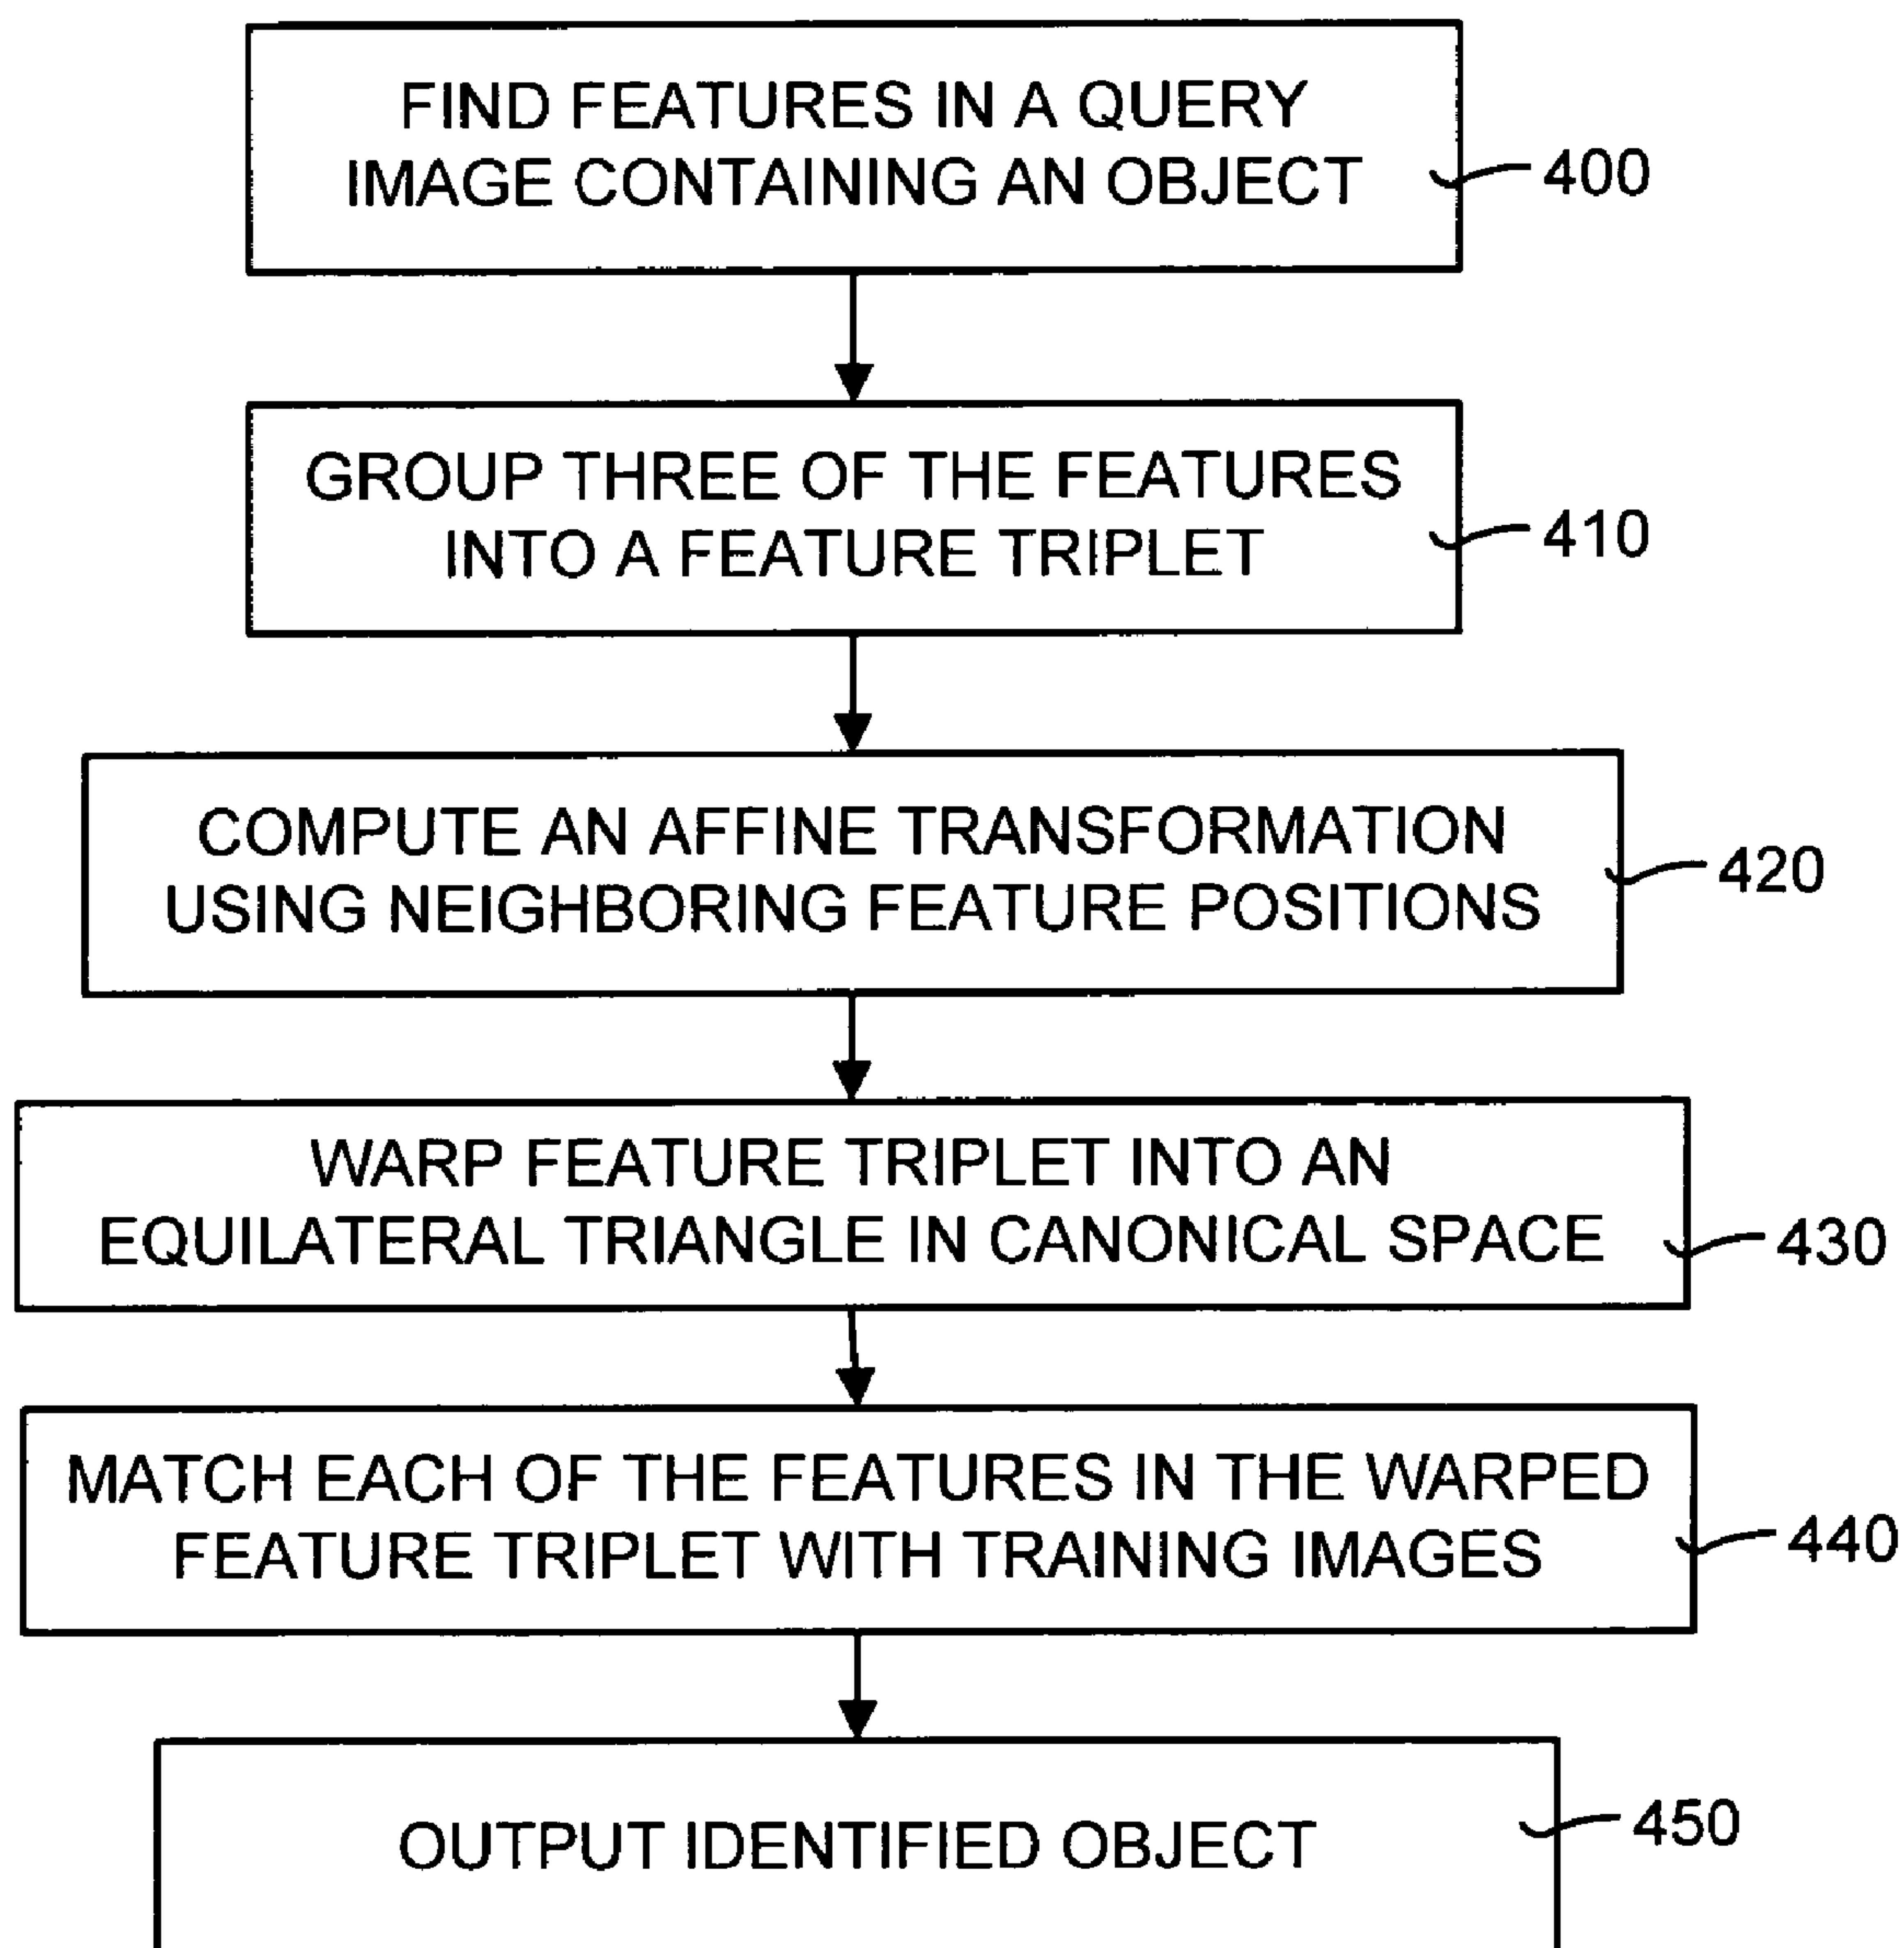 FIND FEATURES IN A QUERY
IMAGE CONTAINING AN OBJECT
400
GROUP THREE OF THE FEATURES
INTO A FEATURE TRIPLET
410
COMPUTE AN AFFINE TRANSFORMATION
USING NEIGHBORING FEATURE POSITIONS
420
WARP FEATURE TRIPLET INTO AN
EQUILATERAL TRIANGLE IN CANONICAL SPACE
430
MATCH EACH OF THE FEATURES IN THE WARPED
FEATURE TRIPLET WITH TRAINING IMAGES
440
OUTPUT IDENTIFIED OBJECT
450